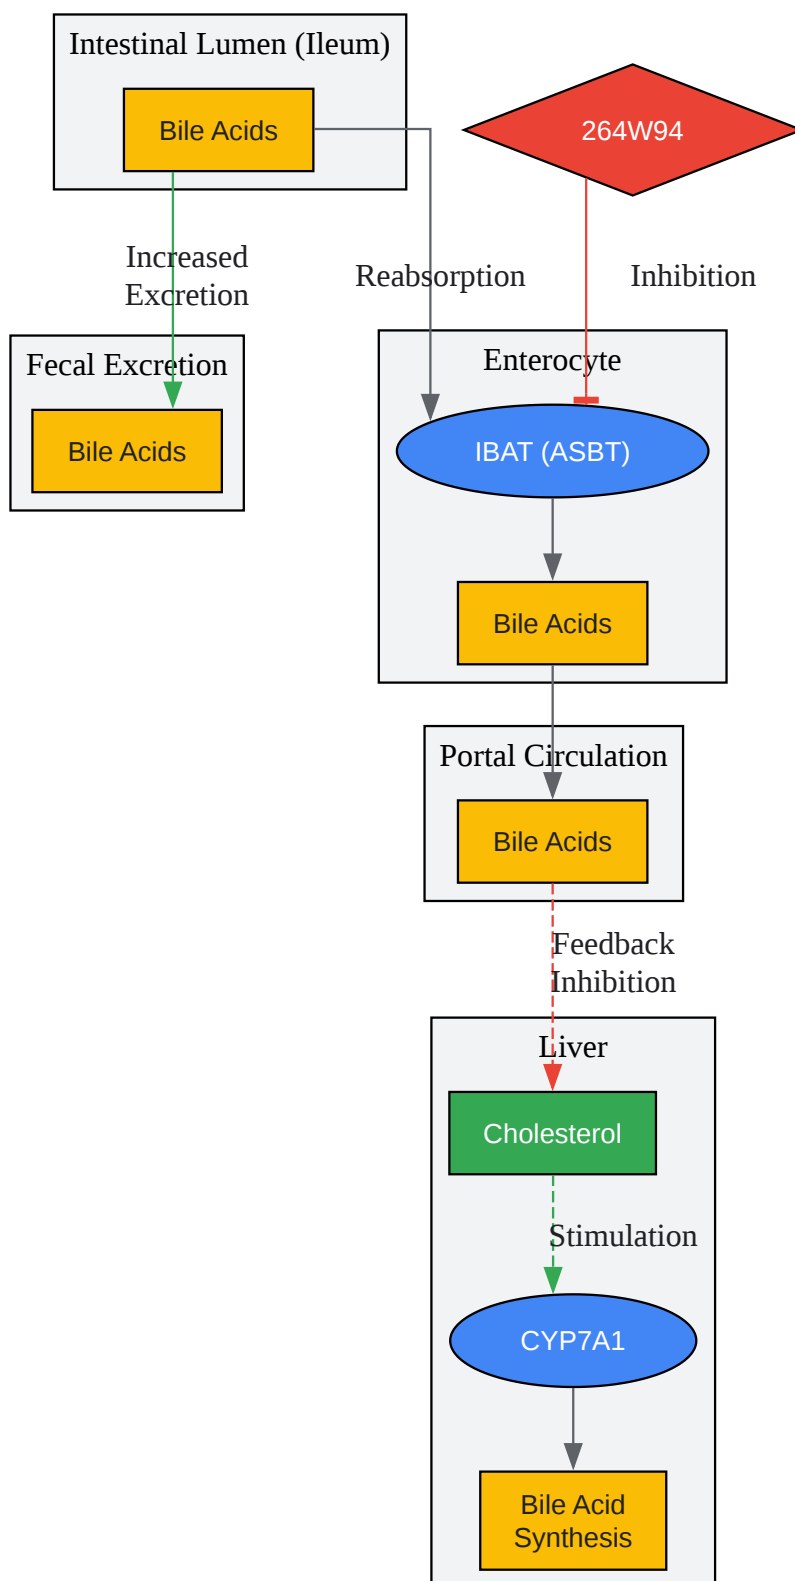 Intestinal Lumen (Ileum)
Bile Acids
264W94
Increased
Excretion
Reabsorption
Inhibition
Fecal Excretion
Bile Acids
Enterocyte
IBAT (ASBT)
Bile Acids
Portal Circulation
Bile Acids
Feedback
Inhibition
Liver
Cholesterol
Stimulation
CYP7A1
Bile Acid
Synthesis